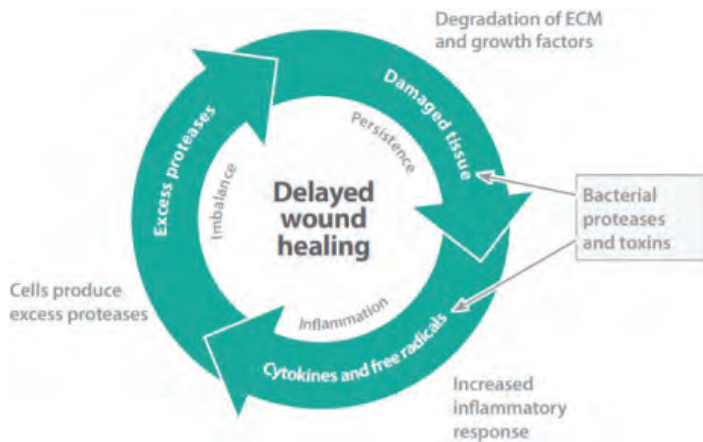 Degradation of ECM
and growth factors
Damaged tissue
Persistence
Excess proteases
Imbalance
Delayed
wound
healing
Bacterial
proteases
and toxins
Cells produce
excess proteases
Inflammation
Cytokines and free radicals
Increased
inflammatory
response